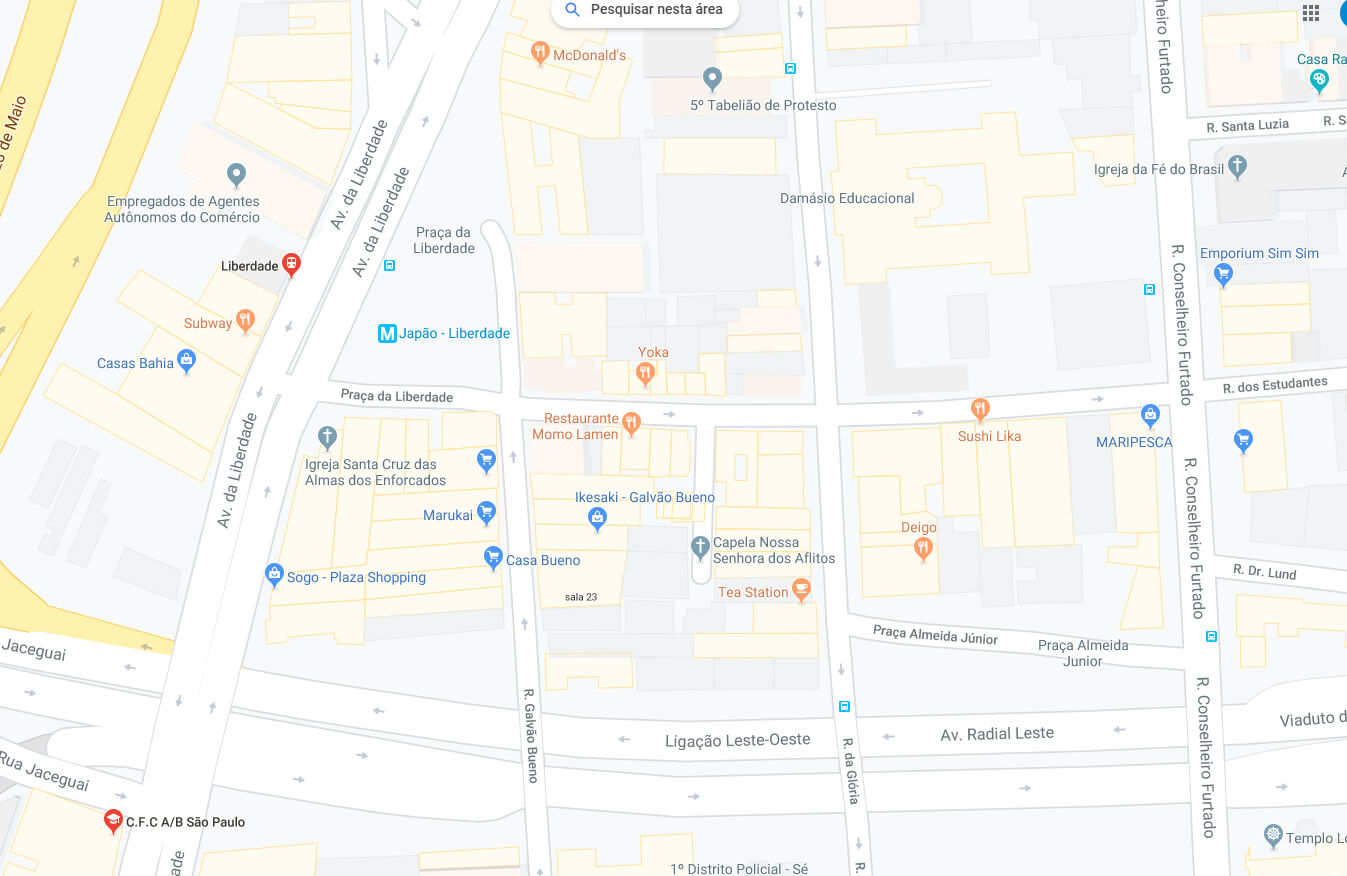 Pesquisar nesta área
McDonald's
5º Tabelião de Protesto
Casa Ra
R. Santa Luzia
R. S
de Maio
Av. da Liberdade
Av. da Liberdade
Empregados de Agentes
Autônomos do Comércio
Praça da
Liberdade
Damásio Educacional
Igreja da Fé do Brasil
lheiro Furtado
Liberdade
Emporium Sim Sim
R. Conselheiro Furtado
Subway
M Japão - Liberdade
Casas Bahia
Yoka
Praça da Liberdade
R. dos Estudantes
Restaurante
Momo Lamen
Sushi Lika
MARIPESCA
Igreja Santa Cruz das
Almas dos Enforcados
Av. da Liberdade
Marukai
Ikesaki - Galvão Bueno
Deigo
R. Conselheiro Furtado
Casa Bueno
Capela Nossa
Senhora dos Aflitos
Sogo - Plaza Shopping
sala 23
Tea Station
R. Dr. Lund
Praça Almeida Júnior
Praça Almeida
Junior
Jaceguai
R. Galvão Bueno
Ligação Leste-Oeste
Av. Radial Leste
Viaduto d
R. da Glória
R. Conselheiro Furtado
Rua Jaceguai
C.F.C A/B São Paulo
Templo Lo
dade
1º Distrito Policial - Sé
R.